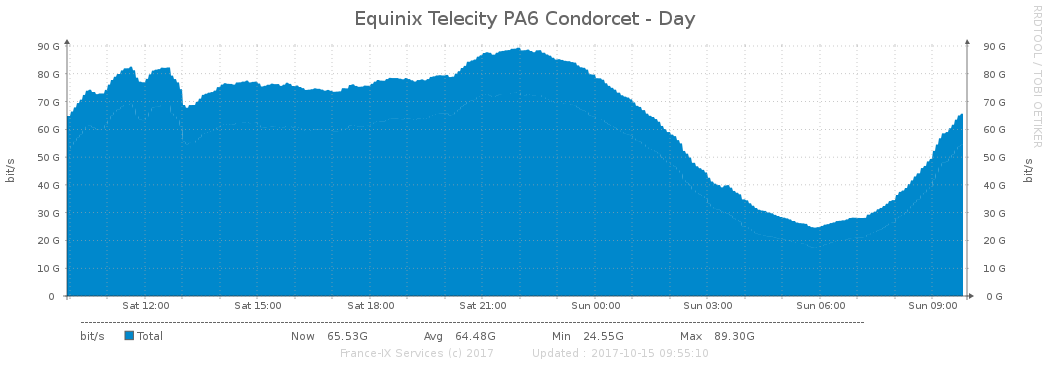 Equinix Telecity PA6 Condorcet - Day
RRDTOOL / TOBI OETIKER
90 G 90 G
80 G 80 G
70 G 70 G
60 G 60 G
50 G 50 G
40 G 40 G
30 G 30 G
20 G 20 G
10 G 10 G
0 0 G
bit/s
bit/s
Sat 12:00 Sat 15:00 Sat 18:00 Sat 21:00 Sun 00:00 Sun 03:00 Sun 06:00 Sun 09:00
bit/s Total Now 65.53G Avg 64.48G Min 24.55G Max 89.30G
France-IX Services (c) 2017 Updated : 2017-10-15 09:55:10